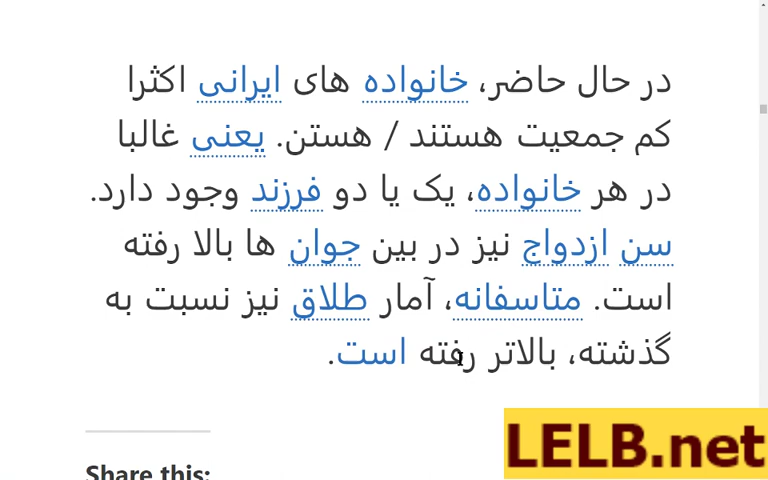 در حال حاضر، خانواده های ایرانی اکثرا
کم جمعیت هستند / هستن. یعنی غالبا
در هر خانواده، یک یا دو فرزند وجود دارد.
سن ازدواج نیز در بین جوان ها بالا رفته
است. متاسفانه، آمار طلاق نیز نسبت به
گذشته، بالاتر رفته است.
Share this:
LELB.net